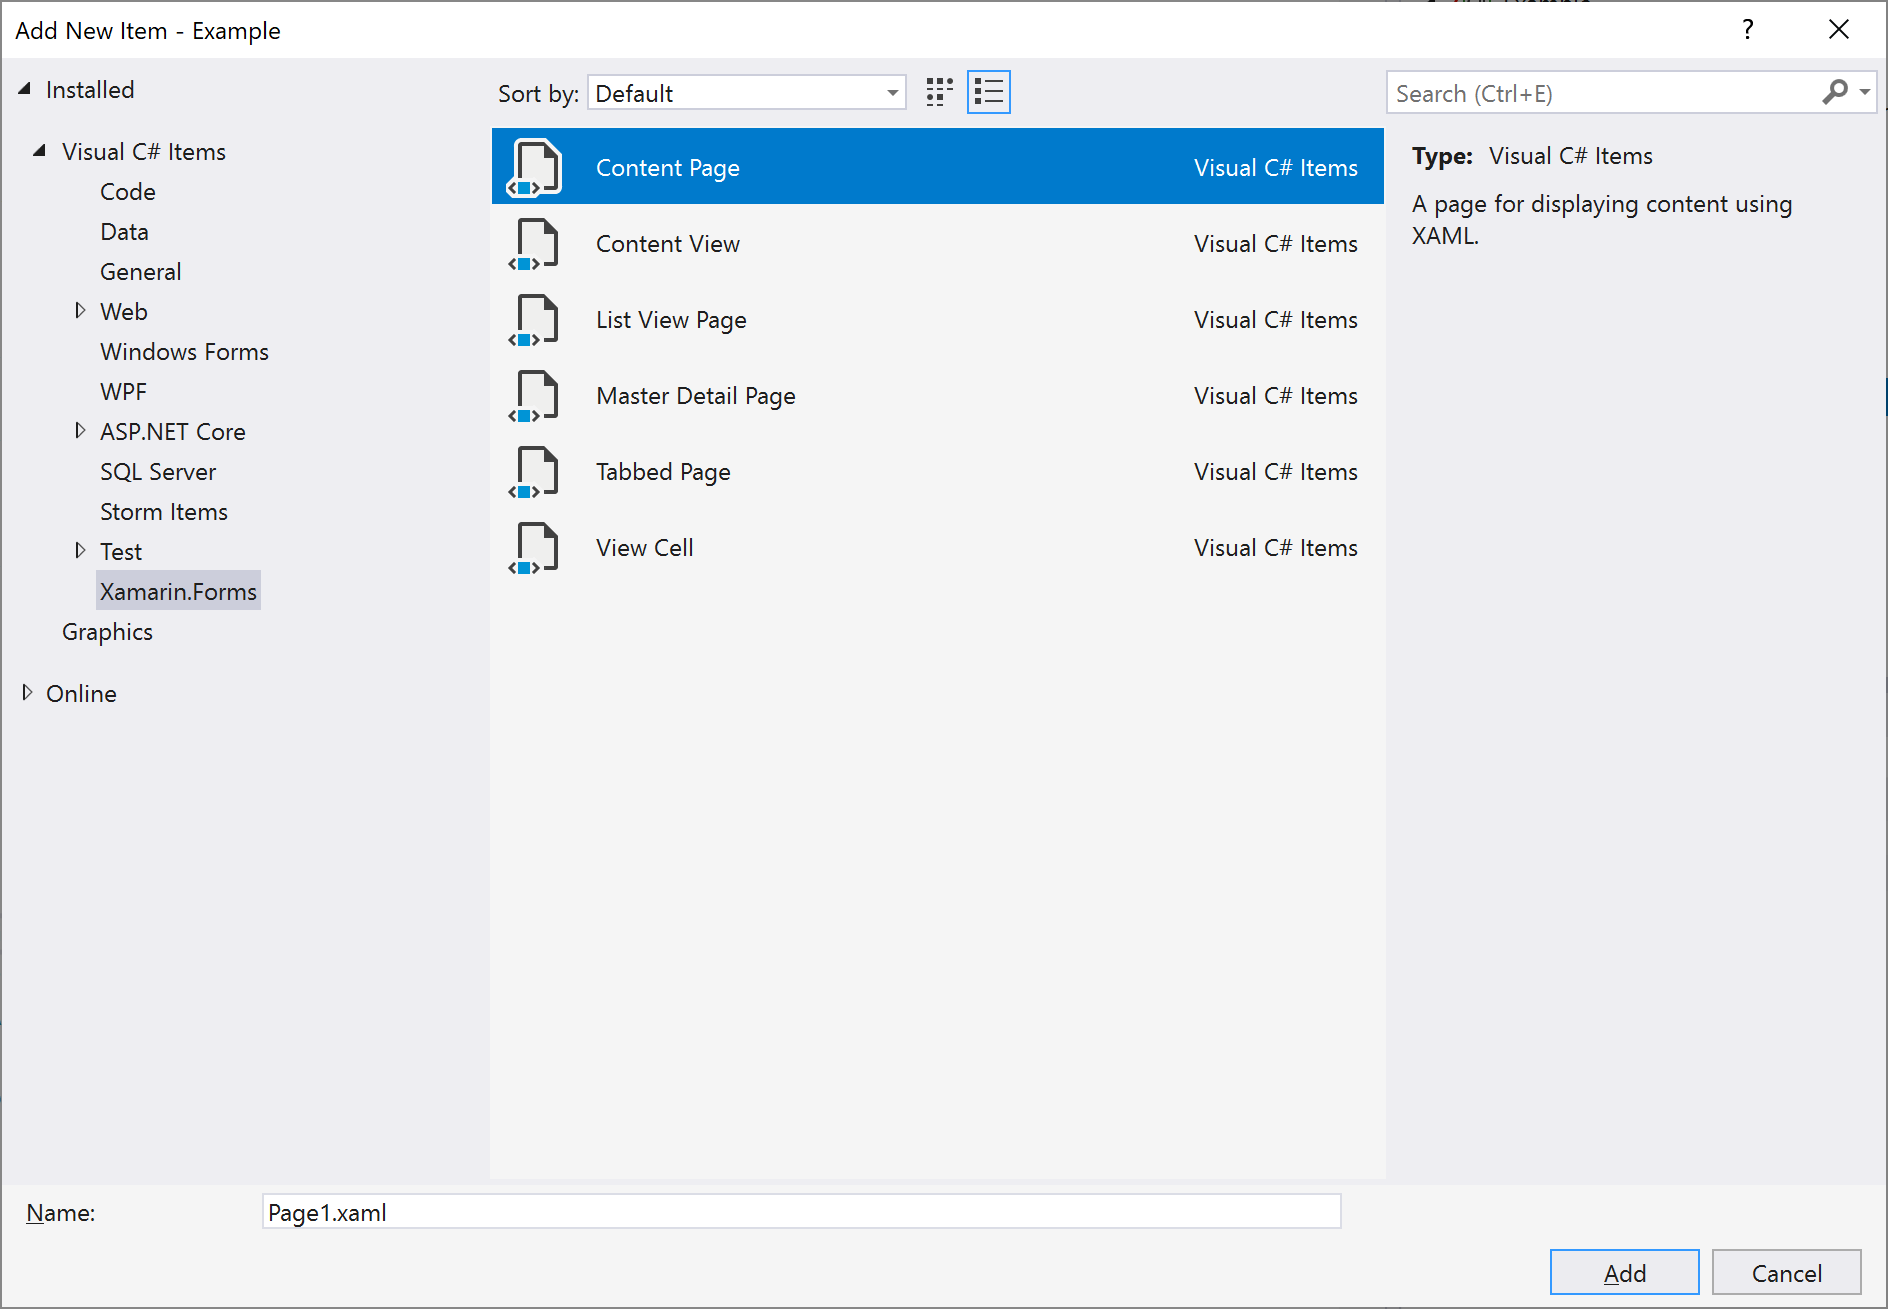 Add New Item - Example
?
Installed
Visual C# Items
Code
Data
General
Web
Windows Forms
WPF
ASP.NET Core
SQL Server
Storm Items
Test
Xamarin.Forms
Graphics
Online
Sort by: Default
Content Page Visual C# Items
Content View Visual C# Items
List View Page Visual C# Items
Master Detail Page Visual C# Items
Tabbed Page Visual C# Items
View Cell Visual C# Items
Search (Ctrl+E)
Type: Visual C# Items
A page for displaying content using
XAML.
Name: Page1.xaml
Add Cancel